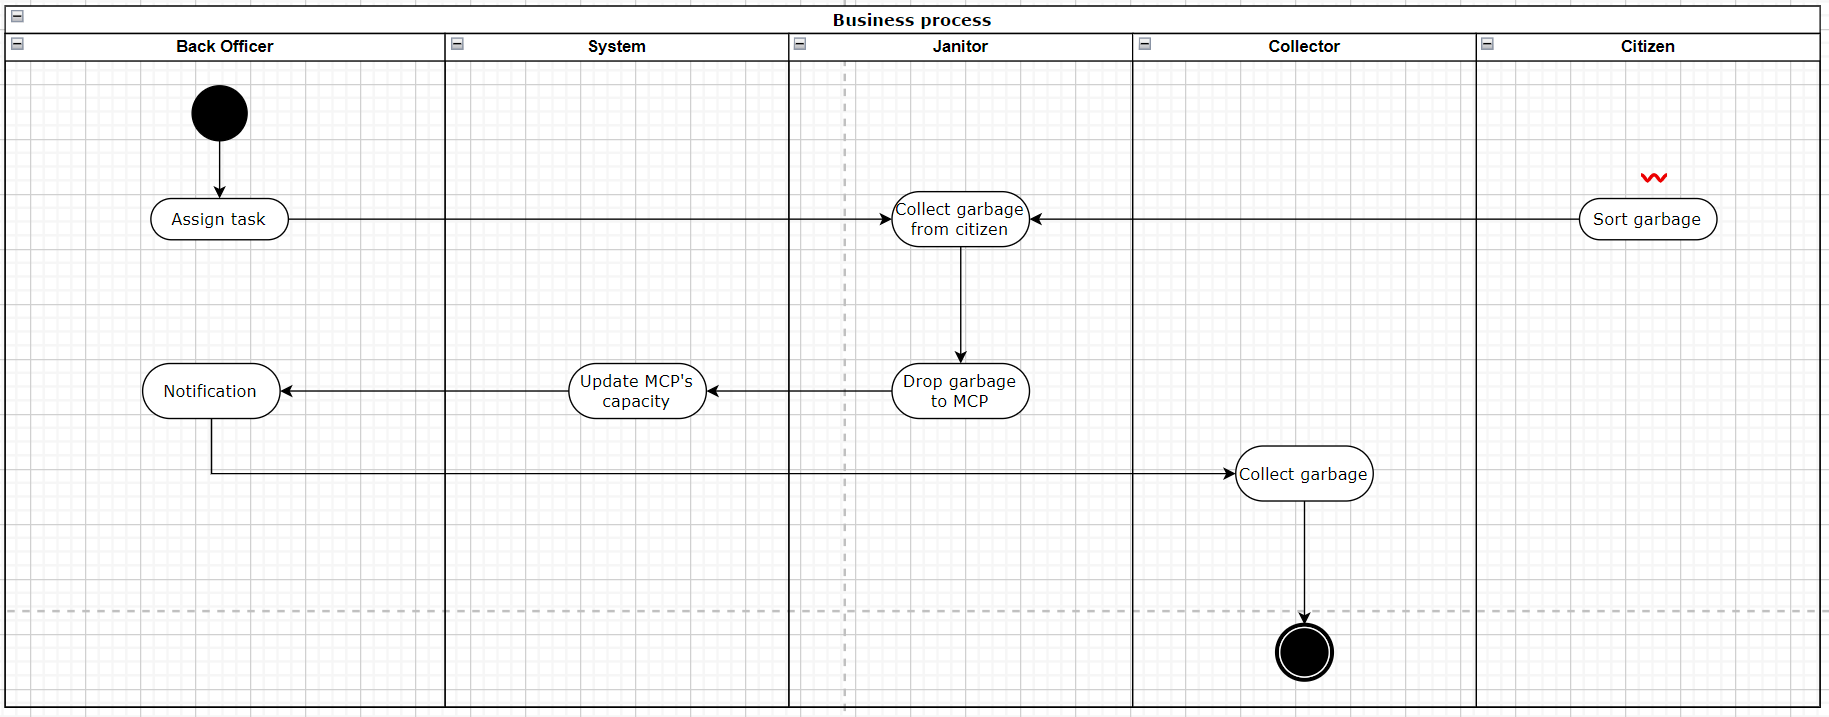 Business process
Back Officer
System
Janitor
Collector
Citizen
Assign task
Collect garbage
from citizen
Sort garbage
Notification
Update MCP's
capacity
Drop garbage
to MCP
Collect garbage